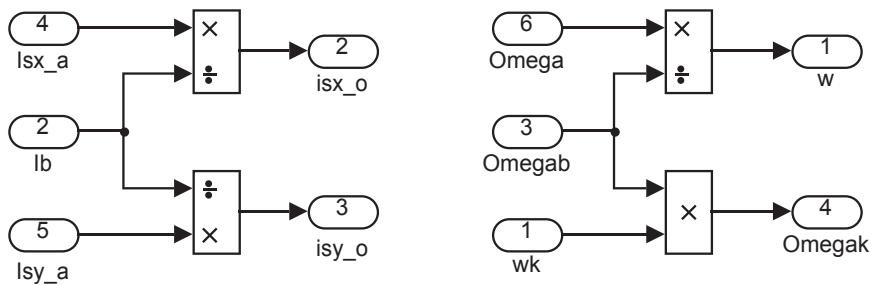 4
Isx_a
×
÷
2
isx_o
2
Ib
÷
×
3
isy_o
5
Isy_a
6
Omega
×
÷
1
w
3
Omegab
×
4
Omegak
1
wk